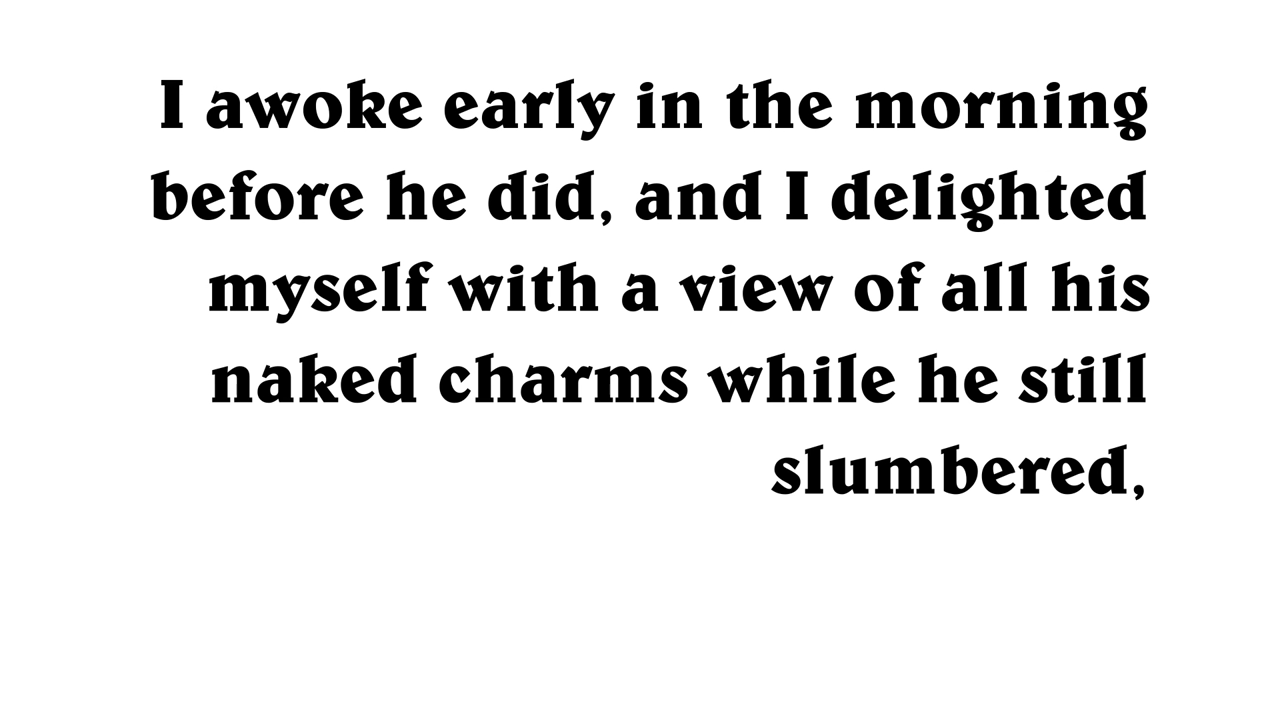 I awoke early in the morning
before he did, and I delighted
myself with a view of all his
naked charms while he still
slumbered,